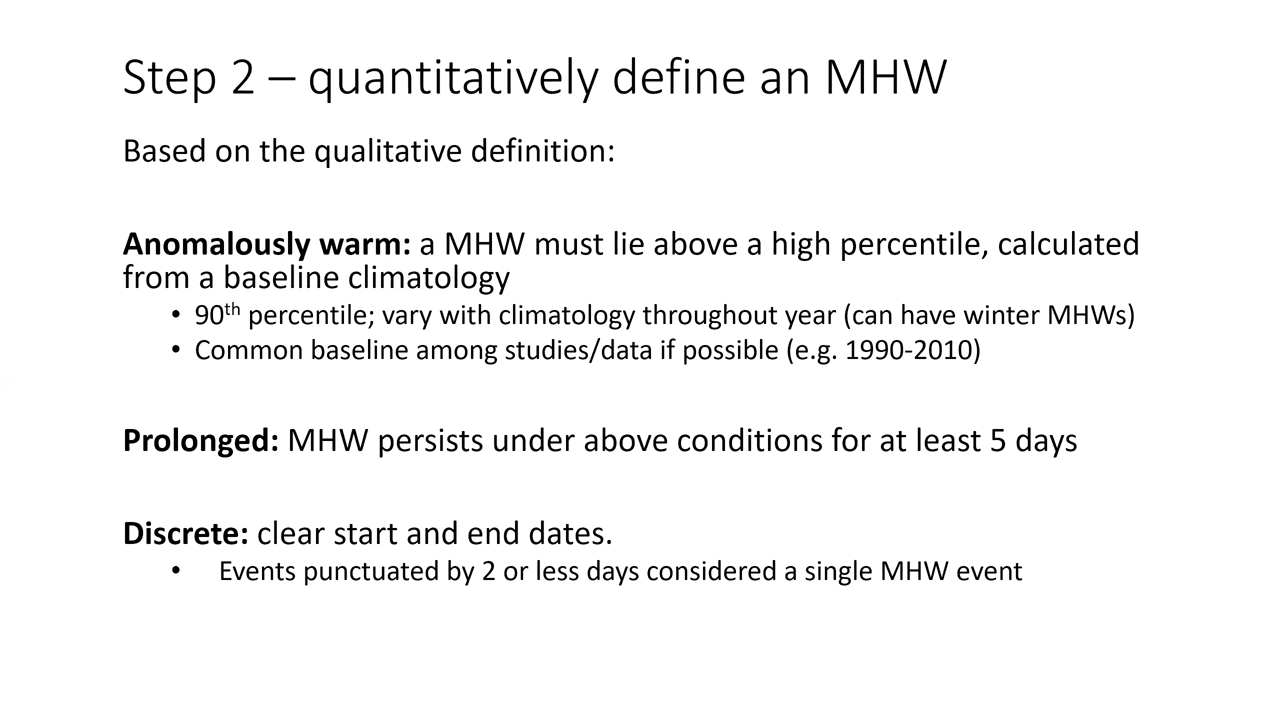 Step 2 – quantitatively define an MHW
Based on the qualitative definition:
Anomalously warm: a MHW must lie above a high percentile, calculated
from a baseline climatology
• 90th percentile; vary with climatology throughout year (can have winter MHWs)
• Common baseline among studies/data if possible (e.g. 1990-2010)
Prolonged: MHW persists under above conditions for at least 5 days
Discrete: clear start and end dates.
• Events punctuated by 2 or less days considered a single MHW event